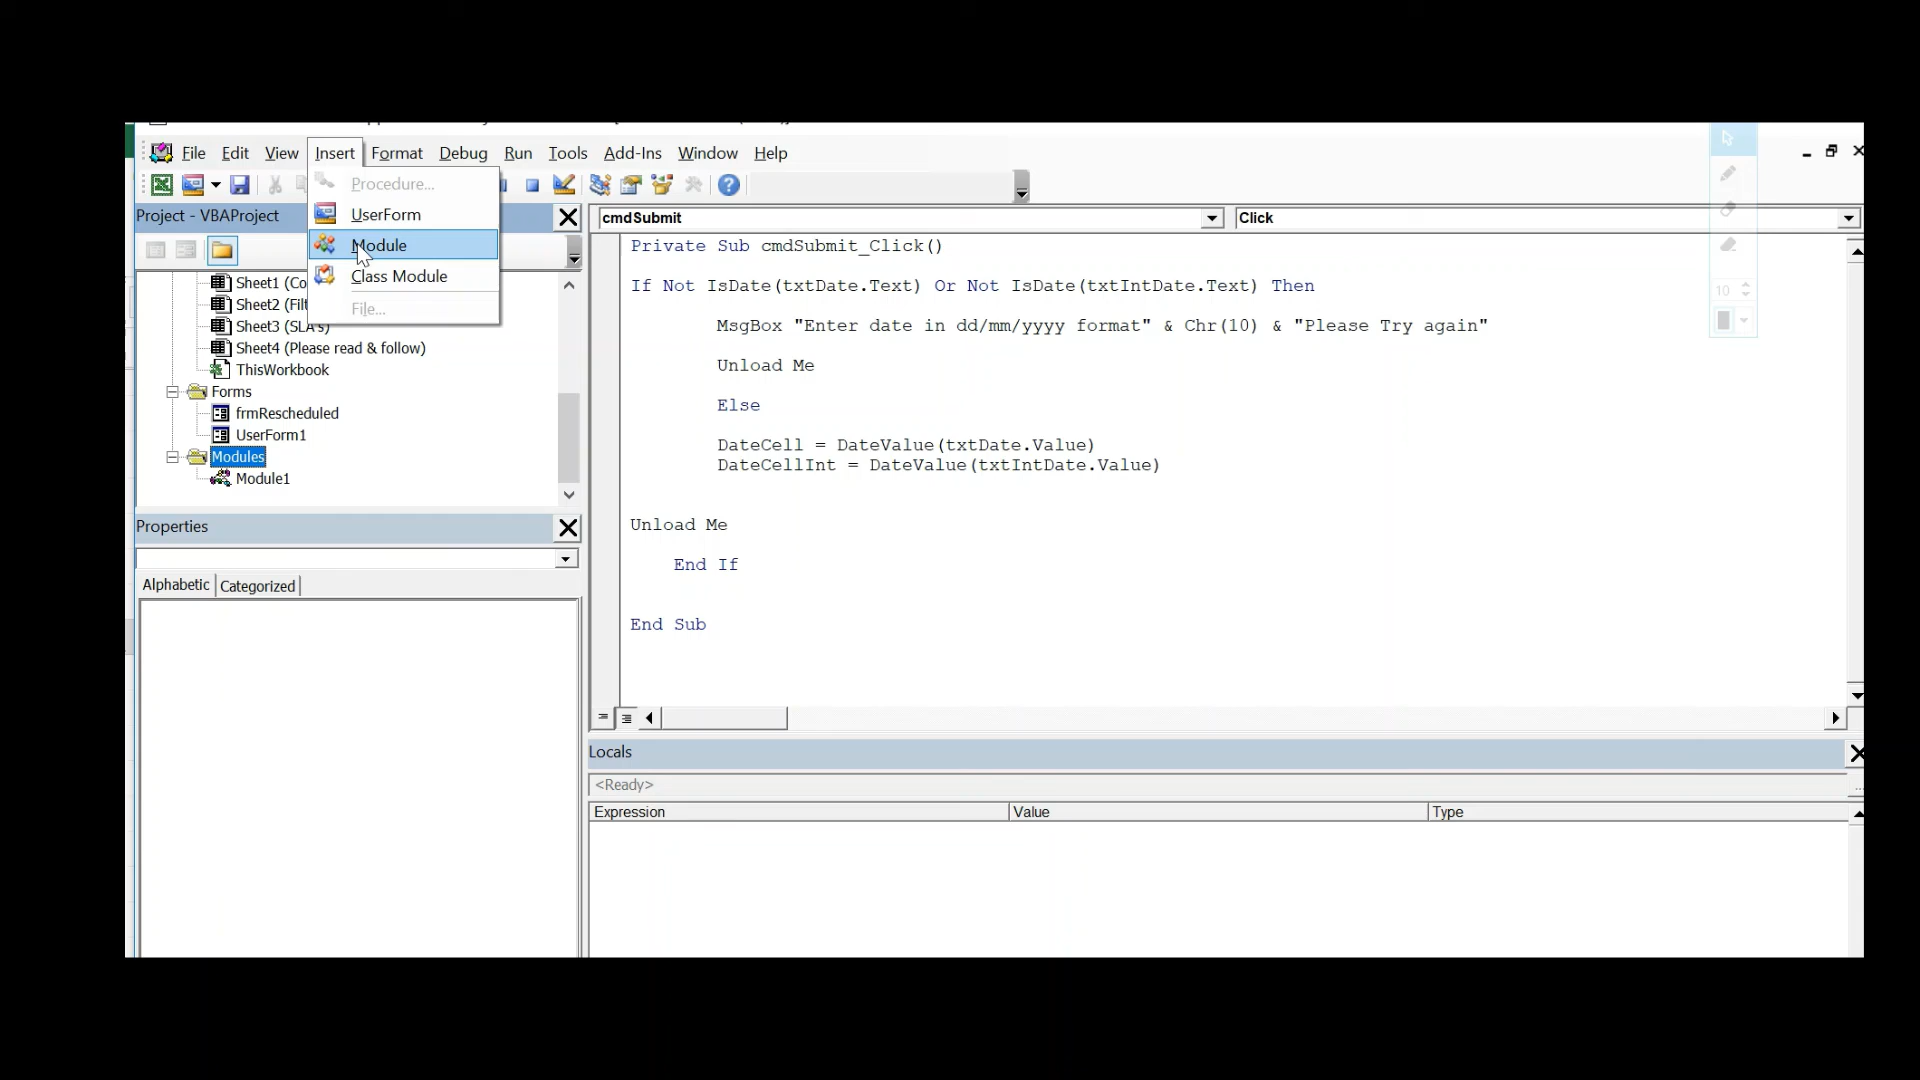 File Edit View Insert Format Debug Run Tools Add-Ins Window Help
Procedure...
UserForm
Module
Class Module
File...
Project - VBAProject
Sheet1 (Co
Sheet2 (Filt
Sheet3 (SLA's)
Sheet4 (Please read & follow)
ThisWorkbook
Forms
frmRescheduled
UserForm1
Modules
Module1
Properties
Alphabetic Categorized
cmdSubmit Click
Private Sub cmdSubmit_Click()
If Not IsDate(txtDate.Text) Or Not IsDate(txtIntDate.Text) Then
MsgBox "Enter date in dd/mm/yyyy format" & Chr(10) & "Please Try again"
Unload Me
Else
DateCell = DateValue(txtDate.Value)
DateCellInt = DateValue(txtIntDate.Value)
Unload Me
End If
End Sub
10
Locals
<Ready>
...
Expression Value Type